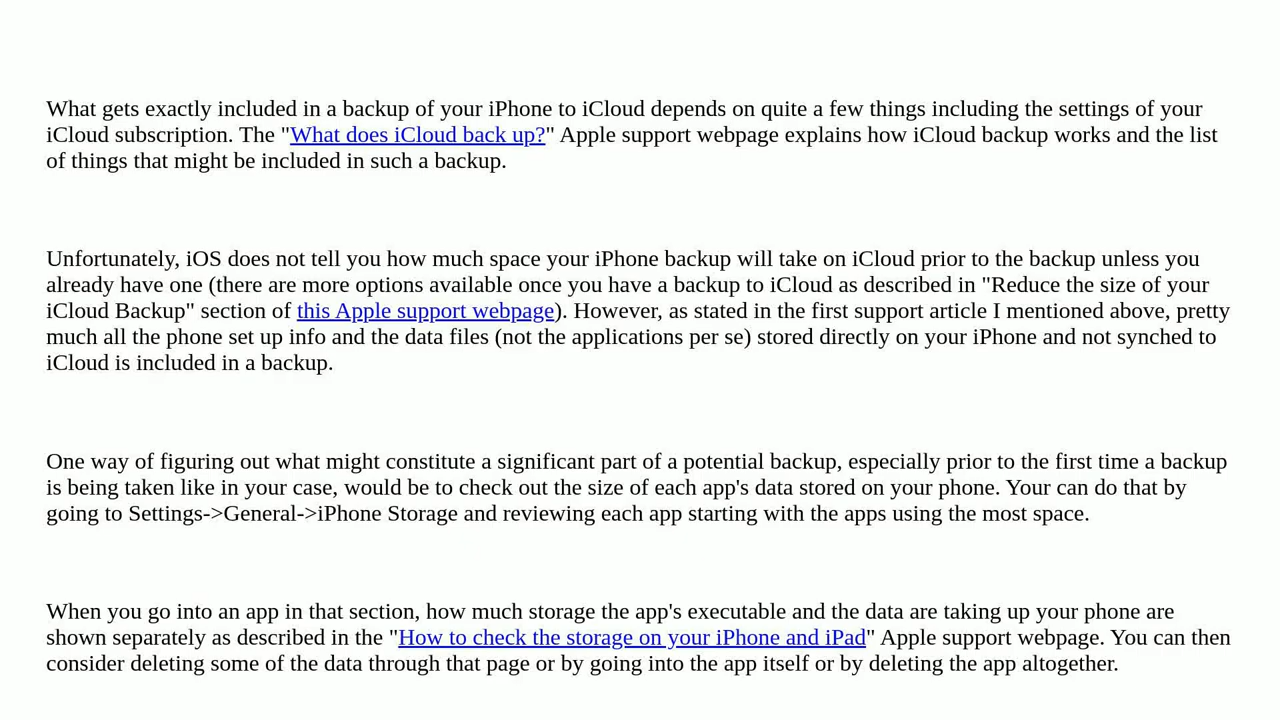 What gets exactly included in a backup of your iPhone to iCloud depends on quite a few things including the settings of your
iCloud subscription. The "What does iCloud back up?" Apple support webpage explains how iCloud backup works and the list
of things that might be included in such a backup.
Unfortunately, iOS does not tell you how much space your iPhone backup will take on iCloud prior to the backup unless you
already have one (there are more options available once you have a backup to iCloud as described in "Reduce the size of your
iCloud Backup" section of this Apple support webpage). However, as stated in the first support article I mentioned above, pretty
much all the phone set up info and the data files (not the applications per se) stored directly on your iPhone and not synched to
iCloud is included in a backup.
One way of figuring out what might constitute a significant part of a potential backup, especially prior to the first time a backup
is being taken like in your case, would be to check out the size of each app's data stored on your phone. Your can do that by
going to Settings->General->iPhone Storage and reviewing each app starting with the apps using the most space.
When you go into an app in that section, how much storage the app's executable and the data are taking up your phone are
shown separately as described in the "How to check the storage on your iPhone and iPad" Apple support webpage. You can then
consider deleting some of the data through that page or by going into the app itself or by deleting the app altogether.